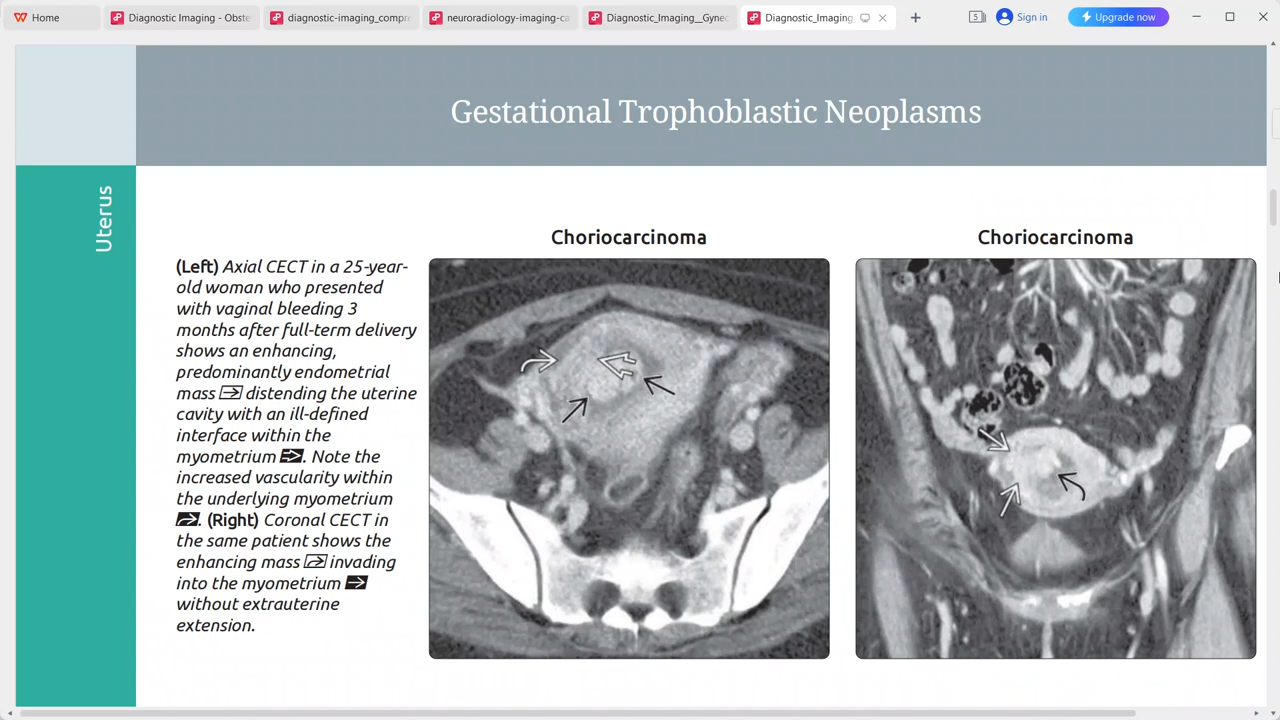 Home
Diagnostic Imaging - Obste
diagnostic-imaging_compre
neuroradiology-imaging-ca
Diagnostic_Imaging__Gynec
Diagnostic_Imaging_
5
Sign in
Upgrade now
Gestational Trophoblastic Neoplasms
Uterus
Choriocarcinoma
Choriocarcinoma
(Left) Axial CECT in a 25-year-
old woman who presented
with vaginal bleeding 3
months after full-term delivery
shows an enhancing,
predominantly endometrial
mass distending the uterine
cavity with an ill-defined
interface within the
myometrium . Note the
increased vascularity within
the underlying myometrium
. (Right) Coronal CECT in
the same patient shows the
enhancing mass invading
into the myometrium
without extrauterine
extension.